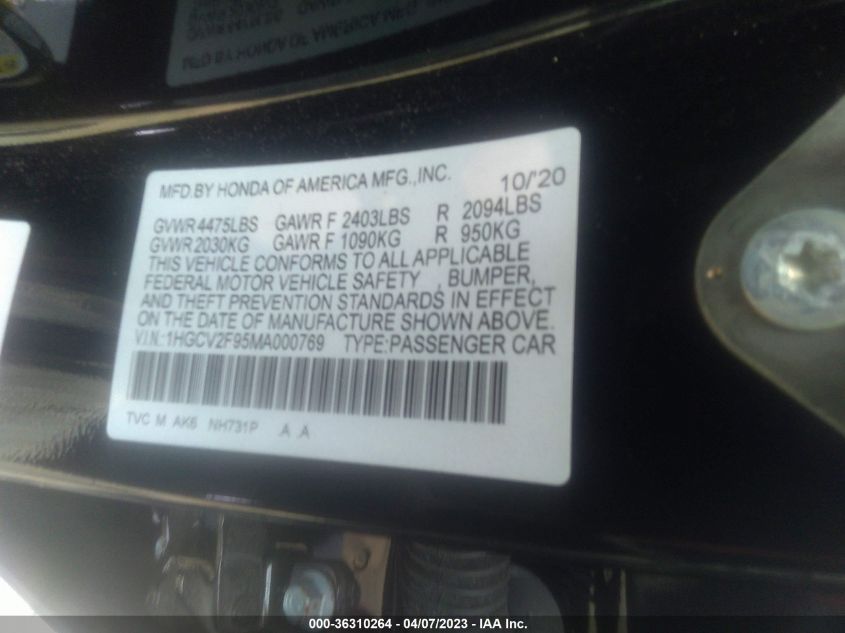 MFD.BY HONDA OF AMERICA MFG.,INC. 10/'20
GVWR 4475LBS GAWR F 2403LBS R 2094LBS
GVWR 2030KG GAWR F 1090KG R 950KG
THIS VEHICLE CONFORMS TO ALL APPLICABLE
FEDERAL MOTOR VEHICLE SAFETY , BUMPER,
AND THEFT PREVENTION STANDARDS IN EFFECT
ON THE DATE OF MANUFACTURE SHOWN ABOVE.
V.I.N.:1HGCV2F95MA000769 TYPE:PASSENGER CAR
TVC M AK6 NH731P A A
000-36310264 - 04/07/2023 - IAA Inc.